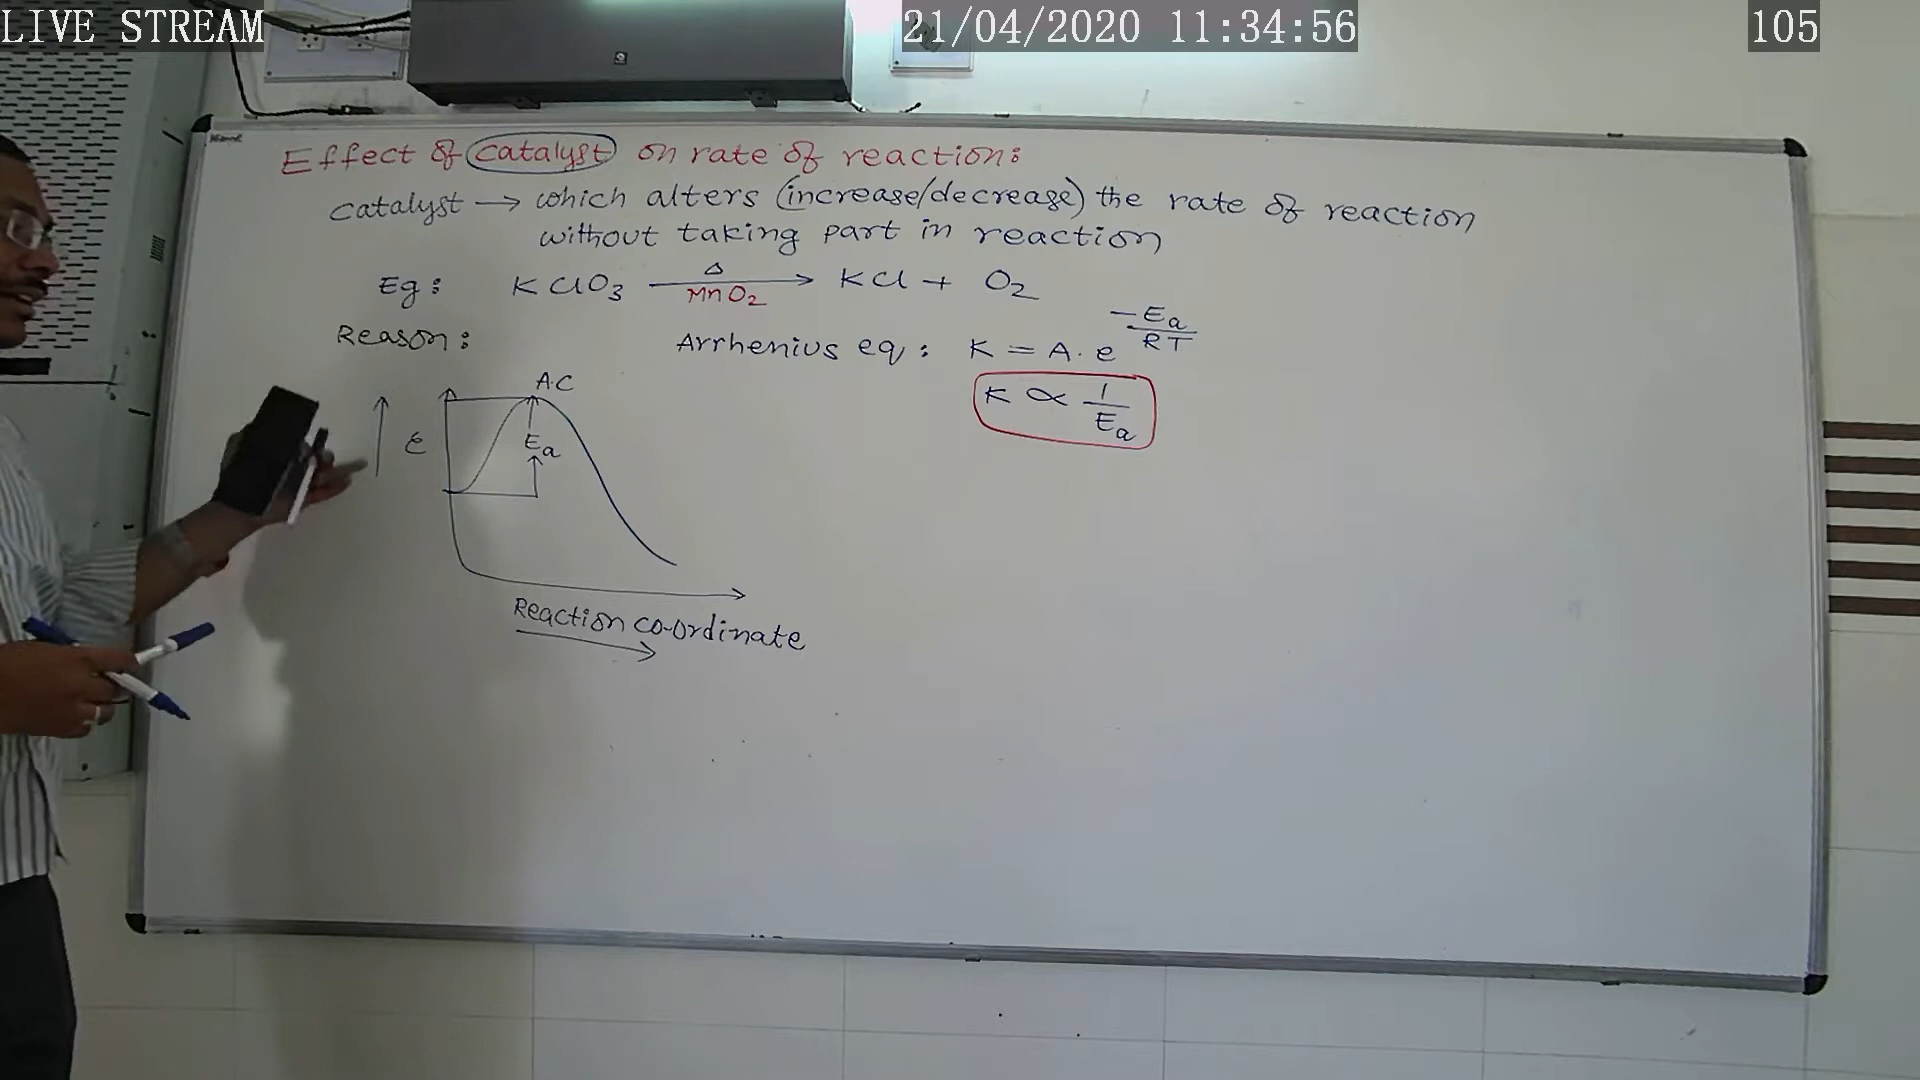 LIVE STREAM 21/04/2020 11:34:56 105
Effect of catalyst on rate of reaction:
catalyst → which alters (increase/decrease) the rate of reaction
without taking part in reaction
Eg: KClO3 Δ MnO2 → KCl + O2
Reason: Arrhenius eq: K = A. e^-Ea/RT
K ∝ 1/Ea
A.C
E
Ea
Reaction co-ordinate